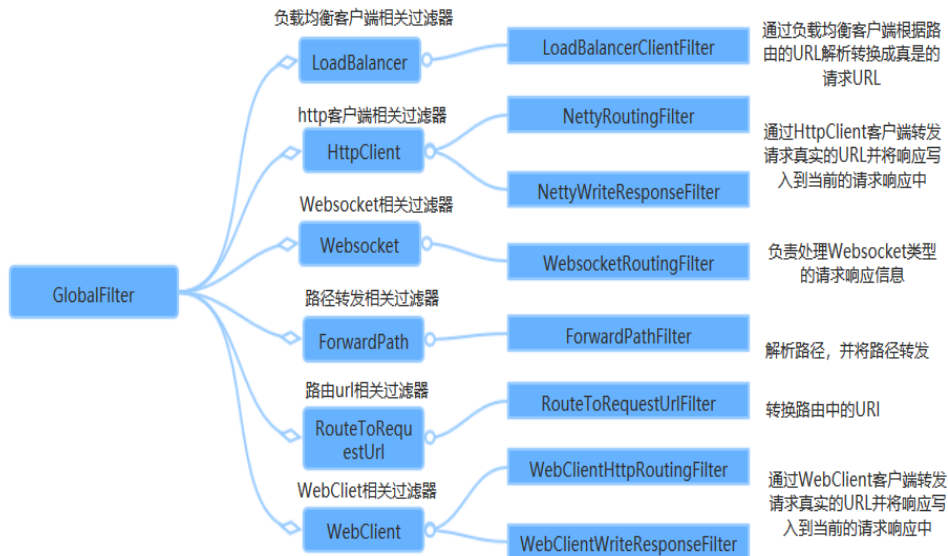 负载均衡客户端相关过滤器
LoadBalancer
LoadBalancerClientFilter
通过负载均衡客户端根据路
由的URL解析转换成真是的
请求URL
http客户端相关过滤器
HttpClient
NettyRoutingFilter
NettyWriteResponseFilter
通过HttpClient客户端转发
请求真实的URL并将响应写
入到当前的请求响应中
Websocket相关过滤器
Websocket
WebsocketRoutingFilter
负责处理Websocket类型
的请求响应信息
GlobalFilter
路径转发相关过滤器
ForwardPath
ForwardPathFilter
解析路径，并将路径转发
路由url相关过滤器
RouteToRequ
estUrl
RouteToRequestUrlFilter
转换路由中的URI
WebCliet相关过滤器
WebClient
WebClientHttpRoutingFilter
WebClientWriteResponseFilter
通过WebClient客户端转发
请求真实的URL并将响应写
入到当前的请求响应中